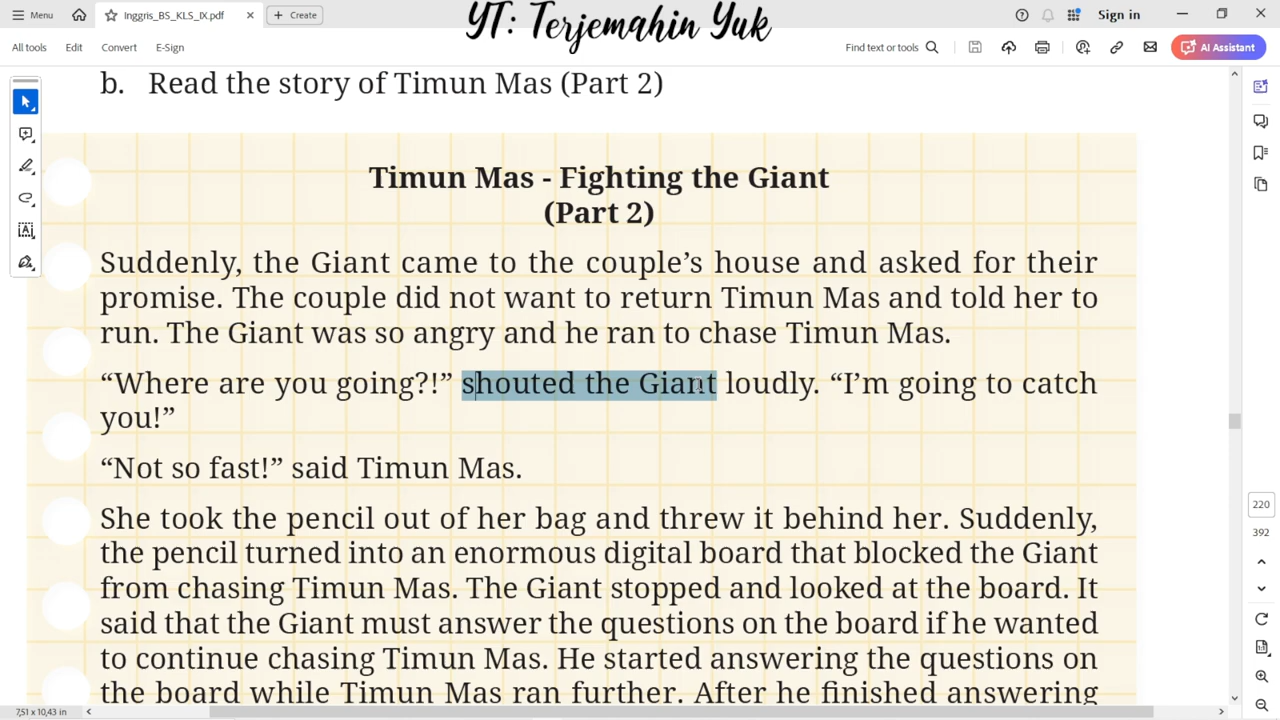 Menu
Inggris_BS_KLS_IX.pdf
Create
YT: Terjemahin Yuk
Sign in
All tools
Edit
Convert
E-Sign
Find text or tools
AI Assistant
b. Read the story of Timun Mas (Part 2)
Timun Mas - Fighting the Giant
(Part 2)
Suddenly, the Giant came to the couple’s house and asked for their
promise. The couple did not want to return Timun Mas and told her to
run. The Giant was so angry and he ran to chase Timun Mas.
“Where are you going?!” shouted the Giant loudly. “I’m going to catch
you!”
“Not so fast!” said Timun Mas.
She took the pencil out of her bag and threw it behind her. Suddenly,
the pencil turned into an enormous digital board that blocked the Giant
from chasing Timun Mas. The Giant stopped and looked at the board. It
said that the Giant must answer the questions on the board if he wanted
to continue chasing Timun Mas. He started answering the questions on
the board while Timun Mas ran further. After he finished answering
220
392
7,51 x 10,43 in